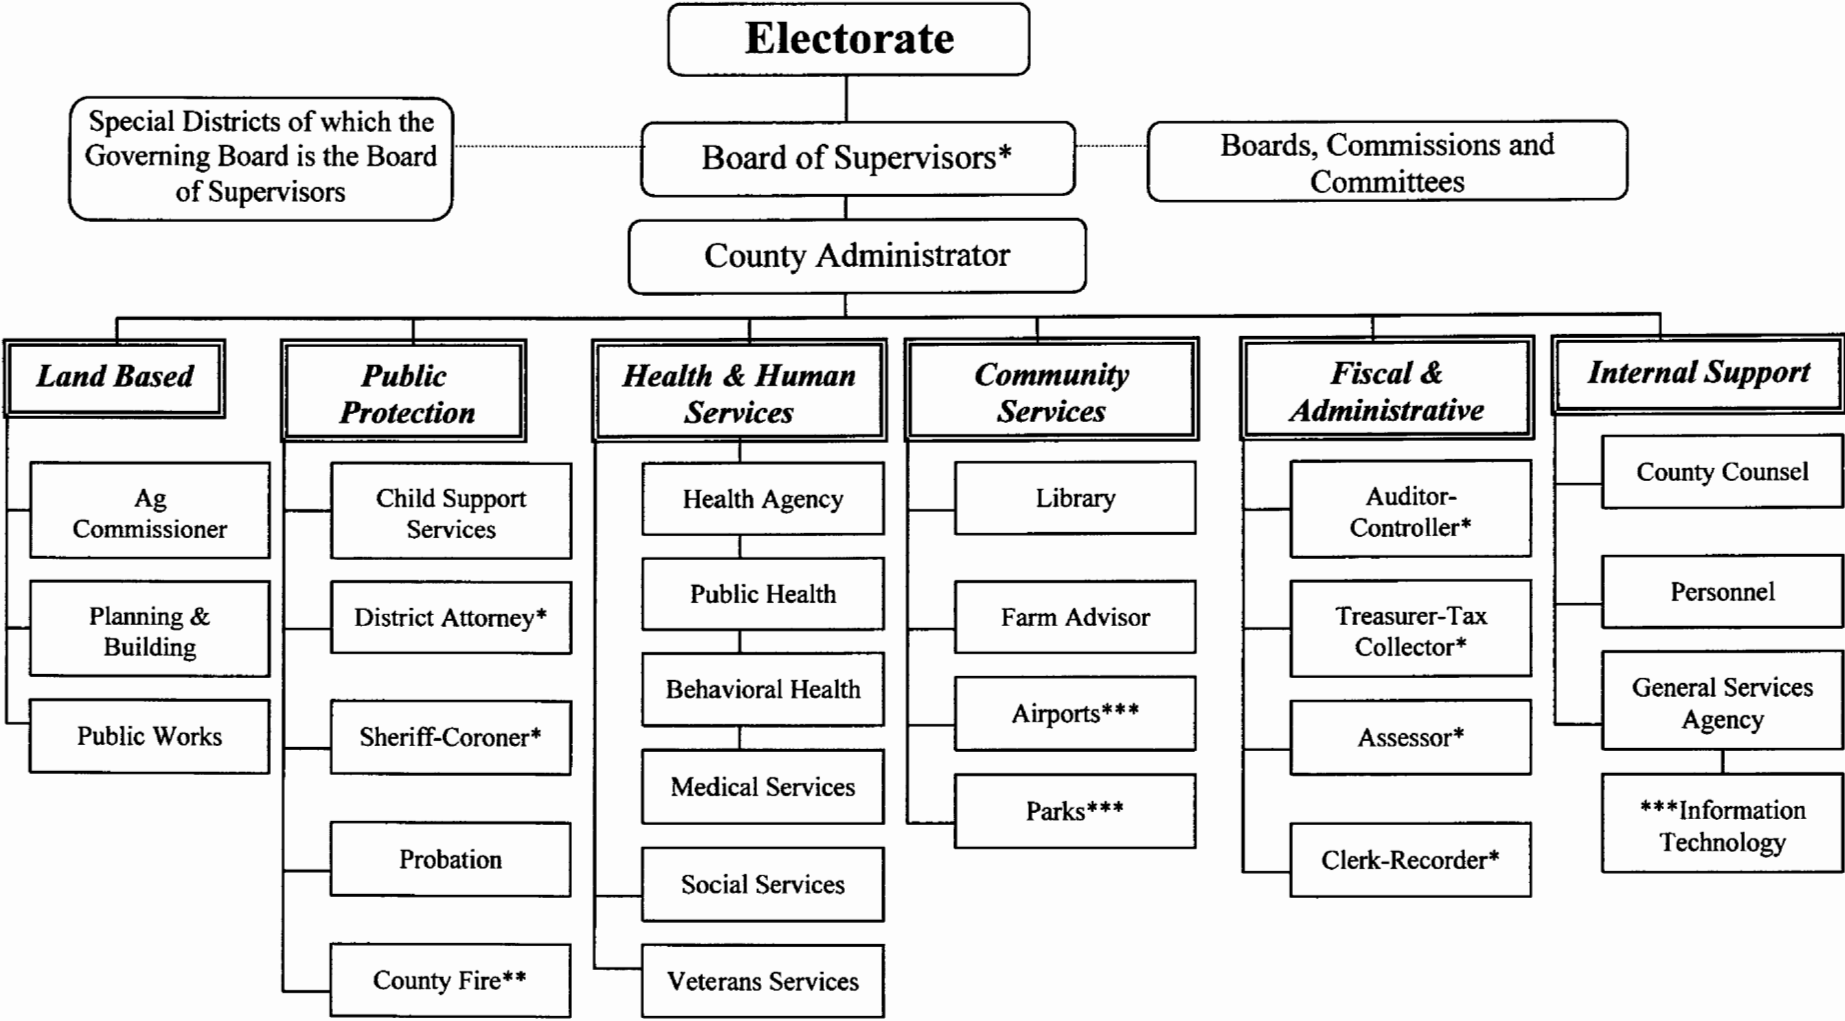 Electorate
Special Districts of which the
Governing Board is the Board
of Supervisors
Board of Supervisors*
Boards, Commissions and
Committees
County Administrator
Land Based
Ag
Commissioner
Planning &
Building
Public Works
Public
Protection
Child Support
Services
District Attorney*
Sheriff-Coroner*
Probation
County Fire**
Health & Human
Services
Health Agency
Public Health
Behavioral Health
Medical Services
Social Services
Veterans Services
Community
Services
Library
Farm Advisor
Airports***
Parks***
Fiscal &
Administrative
Auditor-
Controller*
Treasurer-Tax
Collector*
Assessor*
Clerk-Recorder*
Internal Support
County Counsel
Personnel
General Services
Agency
***Information
Technology